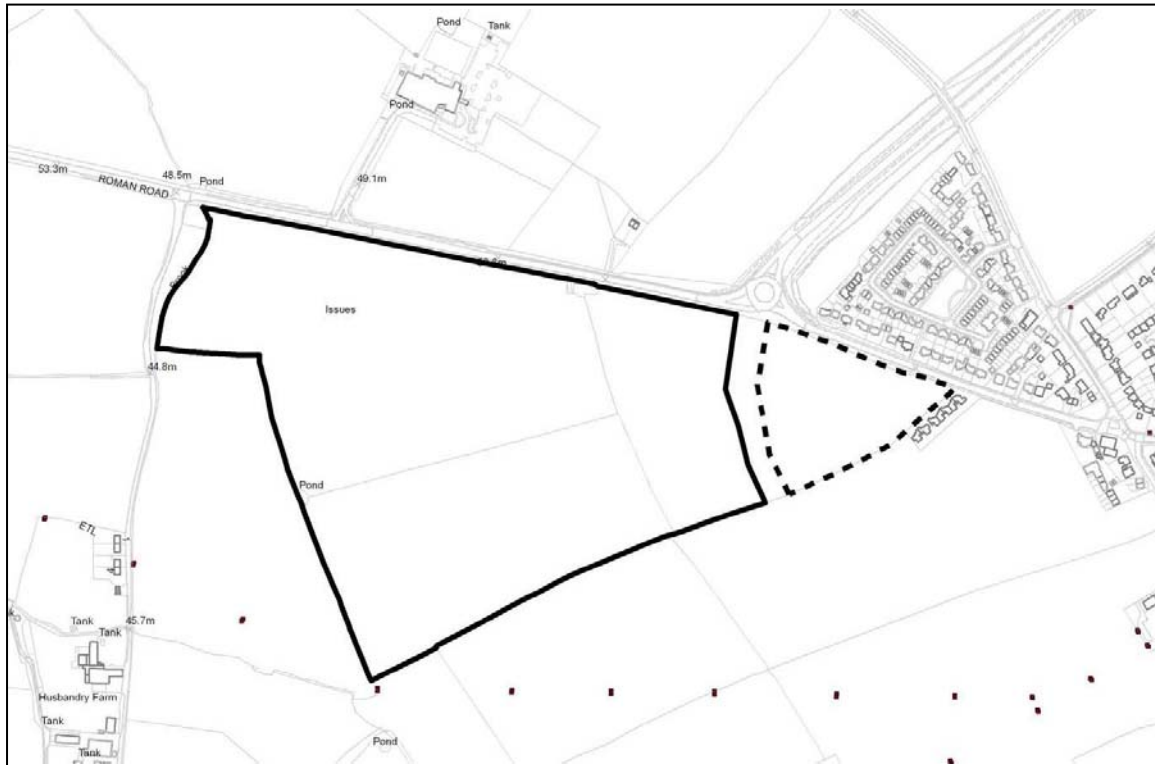 Pond
Tank
Pond
53.3m
48.5m
Pond
49.1m
ROMAN ROAD
Issues
44.8m
Pond
ETL
Tank
45.7m
Tank
Husbandry Farm
Tank
Pond
Tank